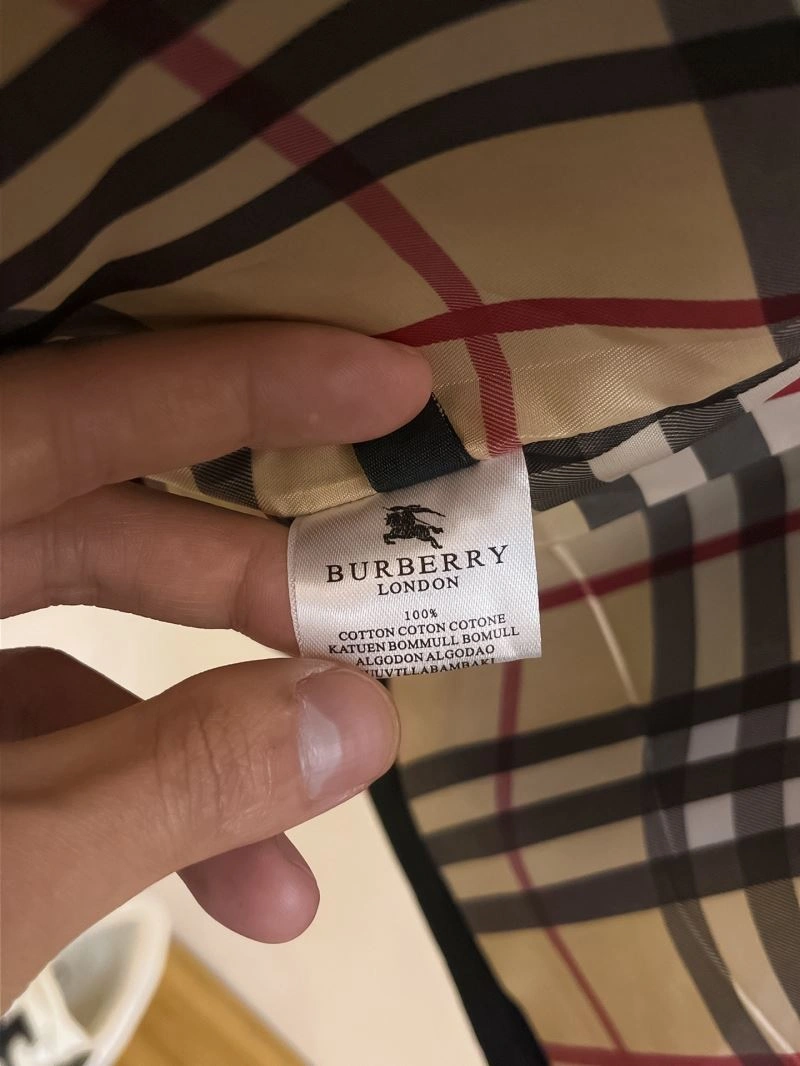 BURBERRY
LONDON
100%
COTTON COTON COTONE
KATUEN BOMMULL BOMULL
ALGODON ALGODAO